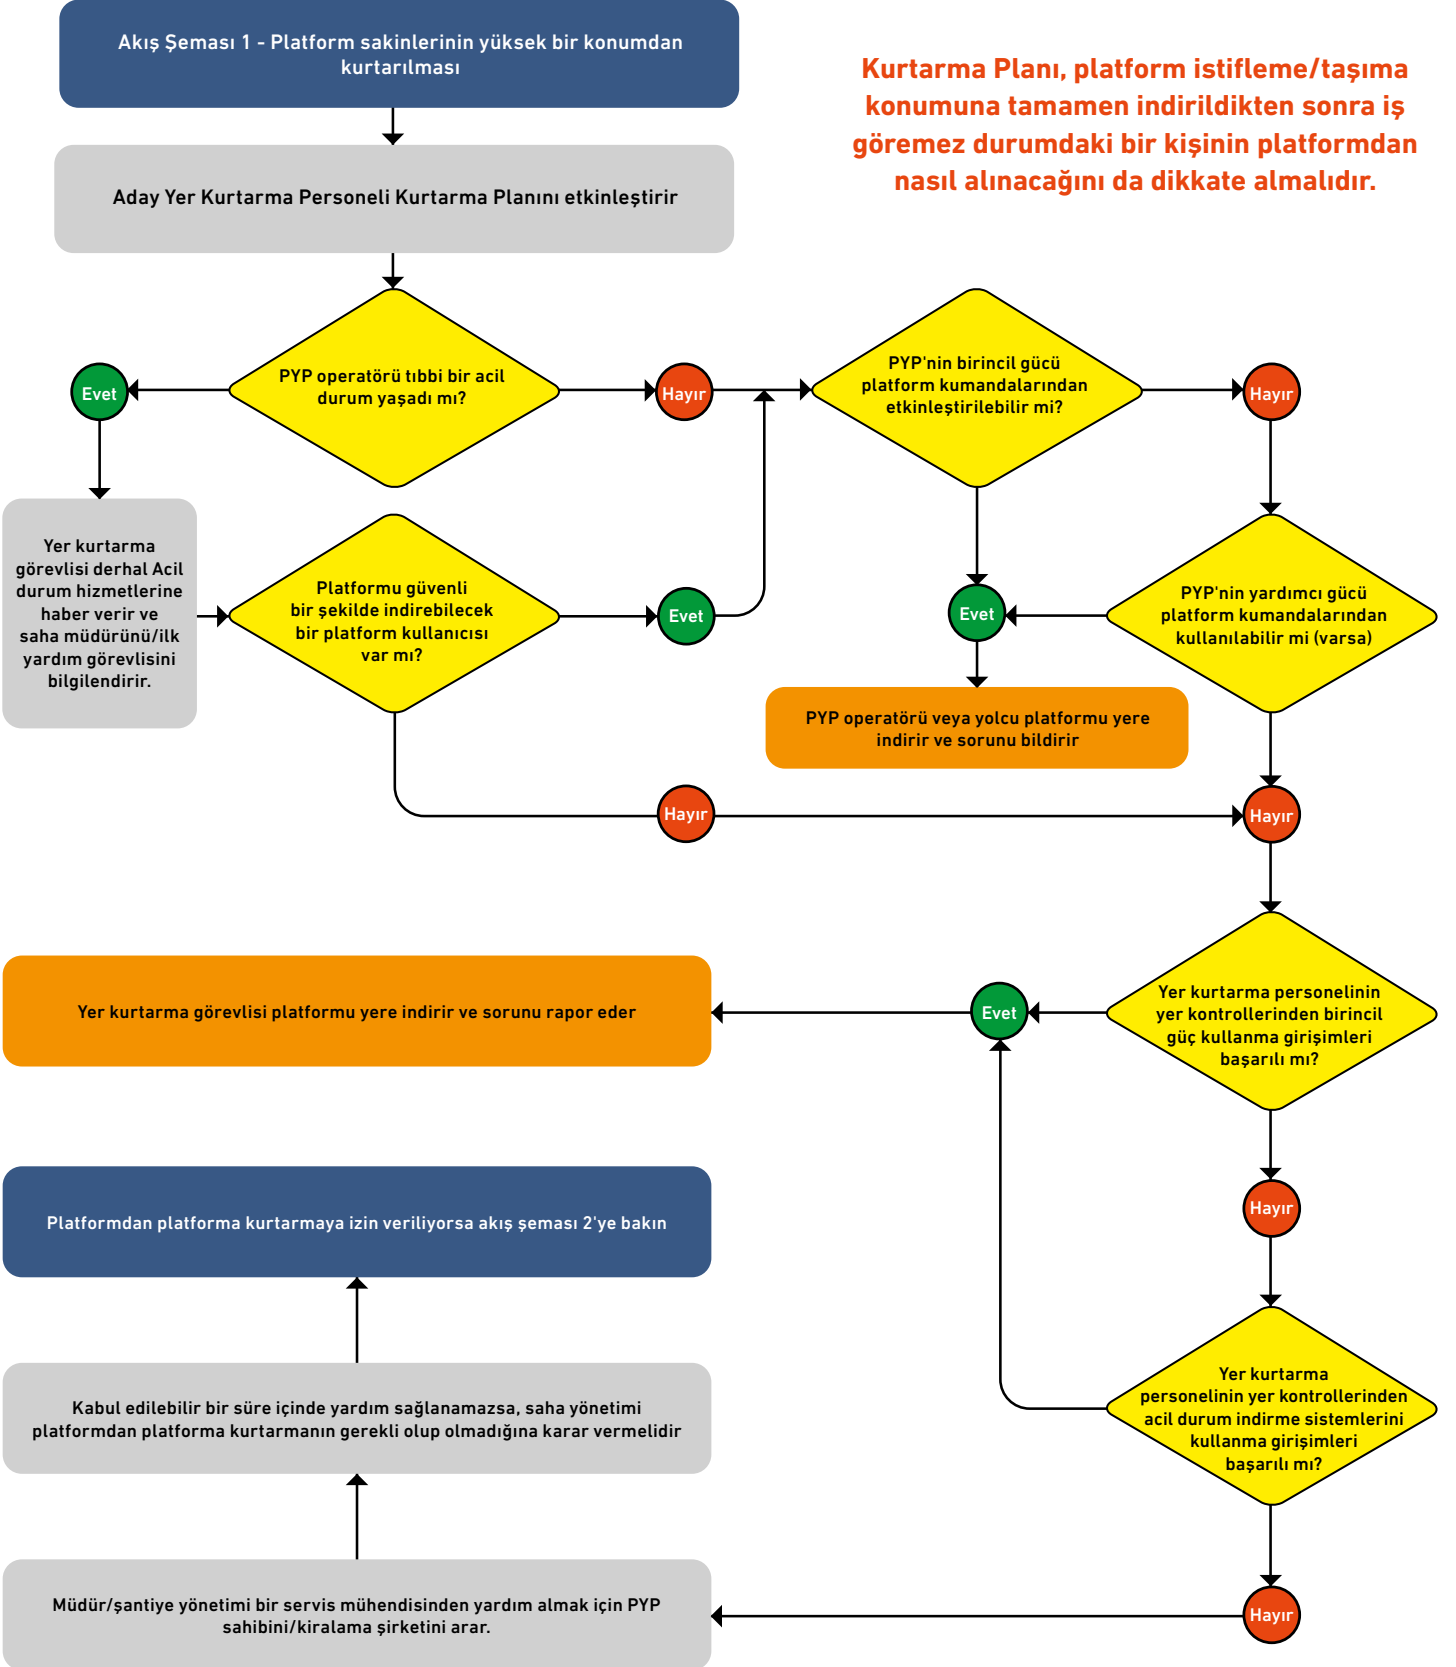 Akış Şeması 1 - Platform sakinlerinin yüksek bir konumdan
kurtarılması
Kurtarma Planı, platform istifleme/taşıma
konumuna tamamen indirildikten sonra iş
göremez durumdaki bir kişinin platformdan
nasıl alınacağını da dikkate almalıdır.
Aday Yer Kurtarma Personeli Kurtarma Planını etkinleştirir
PYP operatörü tıbbi bir acil
durum yaşadı mı?
Evet
Hayır
PYP'nin birincil gücü
platform kumandalarından
etkinleştirilebilir mi?
Hayır
Yer kurtarma
görevlisi derhal Acil
durum hizmetlerine
haber verir ve
saha müdürünü/ilk
yardım görevlisini
bilgilendirir.
Platformu güvenli
bir şekilde indirebilecek
bir platform kullanıcısı
var mı?
Evet
Evet
PYP'nin yardımcı gücü
platform kumandalarından
kullanılabilir mi (varsa)
PYP operatörü veya yolcu platformu yere
indirir ve sorunu bildirir
Hayır
Hayır
Yer kurtarma personelinin
yer kontrollerinden birincil
güç kullanma girişimleri
başarılı mı?
Evet
Yer kurtarma görevlisi platformu yere indirir ve sorunu rapor eder
Hayır
Platformdan platforma kurtarmaya izin veriliyorsa akış şeması 2'ye bakın
Yer kurtarma
personelinin yer kontrollerinden
acil durum indirme sistemlerini
kullanma girişimleri
başarılı mı?
Kabul edilebilir bir süre içinde yardım sağlanamazsa, saha yönetimi
platformdan platforma kurtarmanın gerekli olup olmadığına karar vermelidir
Hayır
Müdür/şantiye yönetimi bir servis mühendisinden yardım almak için PYP
sahibini/kiralama şirketini arar.